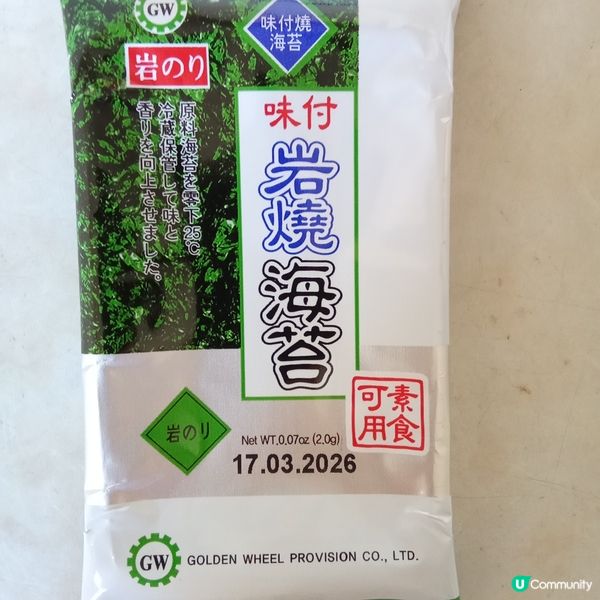 GW
味付燒
海苔
岩のり
原料海苔を零下25℃
冷蔵保管して味と
香りを向上させました。
味付
岩燒海苔
素食
可用
岩のり
Net WT.0.07oz (2.0g)
17.03.2026
GW
GOLDEN WHEEL PROVISION CO., LTD.
U Community